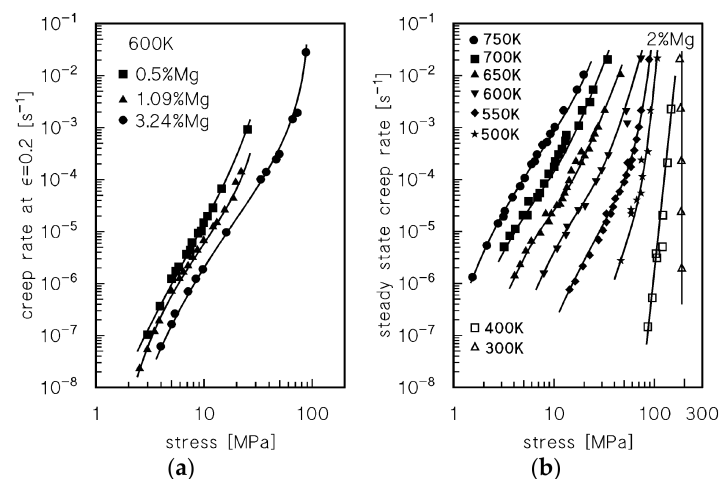 600K
0.5%Mg
1.09%Mg
3.24%Mg
creep rate at ϵ=0.2 [s⁻¹]
10⁻¹
10⁻²
10⁻³
10⁻⁴
10⁻⁵
10⁻⁶
10⁻⁷
10⁻⁸
1 10 100
stress [MPa]
(a)
2%Mg
750K
700K
650K
600K
550K
500K
400K
300K
steady state creep rate [s⁻¹]
10⁻¹
10⁻²
10⁻³
10⁻⁴
10⁻⁵
10⁻⁶
10⁻⁷
10⁻⁸
1 10 100 300
stress [MPa]
(b)